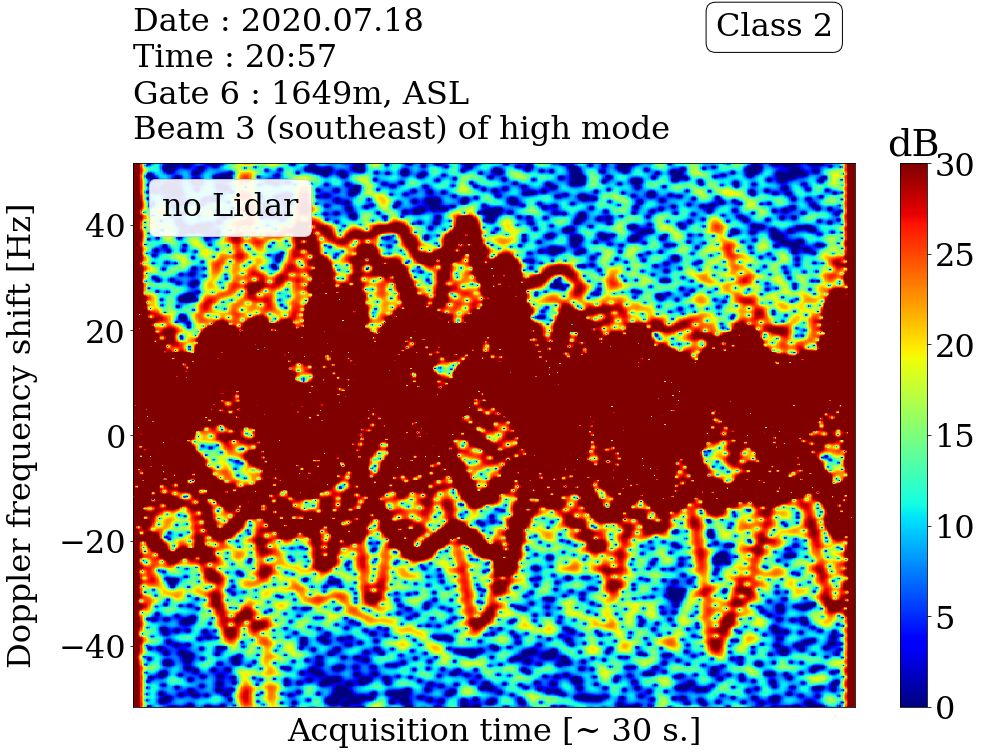 Date : 2020.07.18
Time : 20:57
Gate 6 : 1649m, ASL
Beam 3 (southeast) of high mode
Class 2
dB
no Lidar
Doppler frequency shift [Hz]
40
20
0
−20
−40
30
25
20
15
10
5
0
Acquisition time [~ 30 s.]